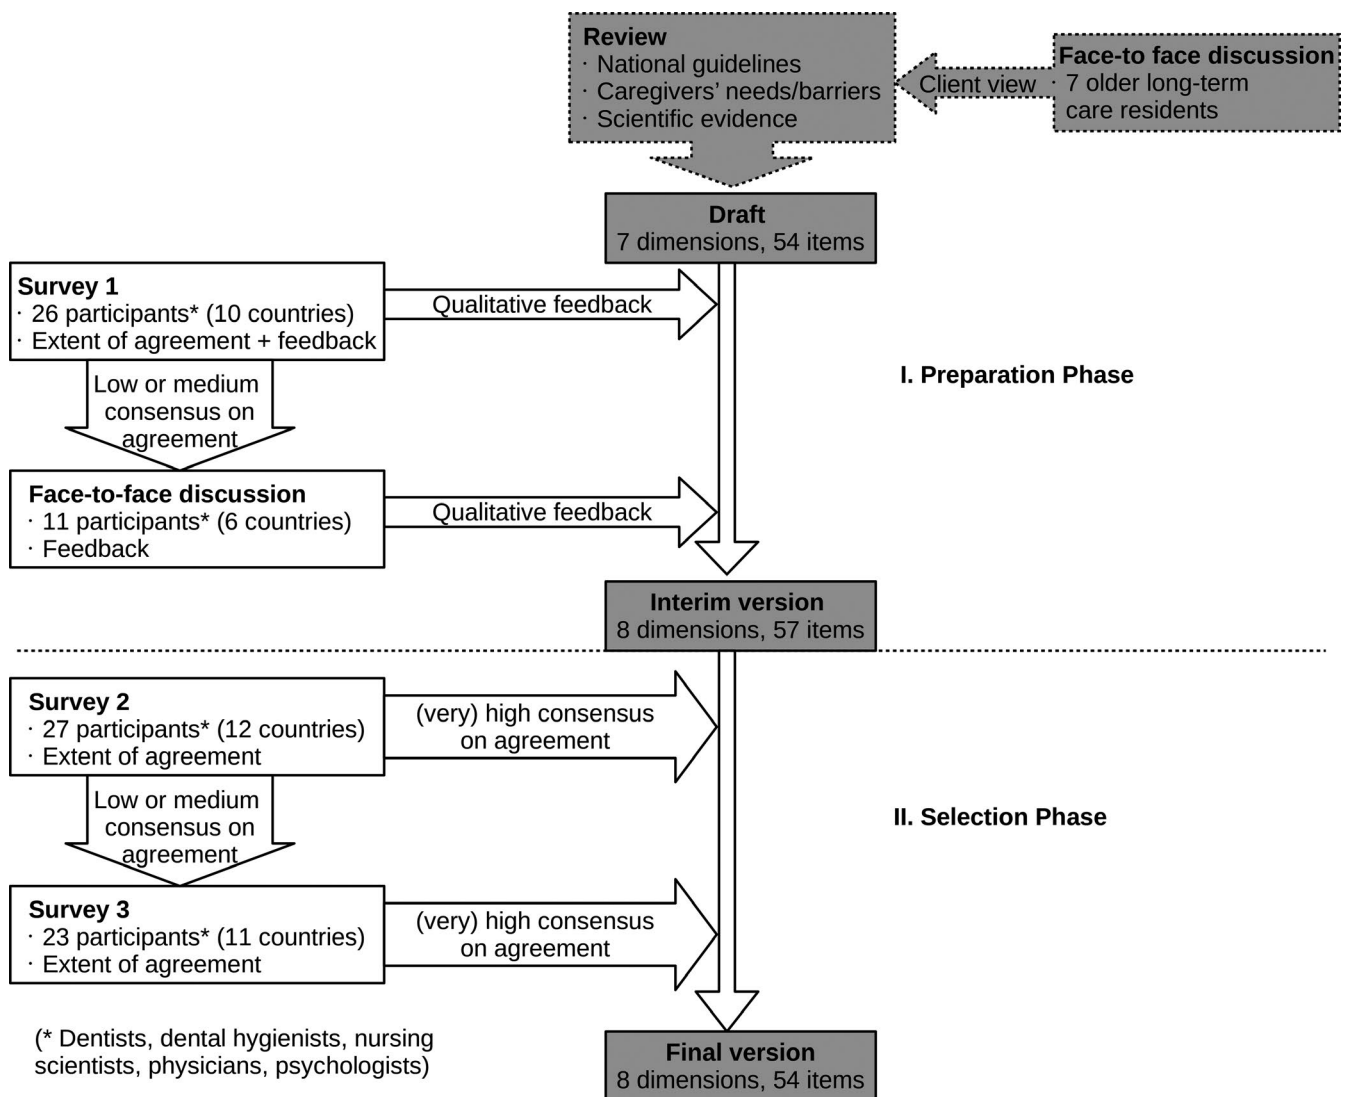 Review
· National guidelines
· Caregivers’ needs/barriers
· Scientific evidence
Client view
Face-to face discussion
· 7 older long-term
care residents
Draft
7 dimensions, 54 items
Survey 1
· 26 participants* (10 countries)
· Extent of agreement + feedback
Qualitative feedback
Low or medium
consensus on
agreement
I. Preparation Phase
Face-to-face discussion
· 11 participants* (6 countries)
· Feedback
Qualitative feedback
Interim version
8 dimensions, 57 items
Survey 2
· 27 participants* (12 countries)
· Extent of agreement
(very) high consensus
on agreement
Low or medium
consensus on
agreement
II. Selection Phase
Survey 3
· 23 participants* (11 countries)
· Extent of agreement
(very) high consensus
on agreement
(* Dentists, dental hygienists, nursing
scientists, physicians, psychologists)
Final version
8 dimensions, 54 items